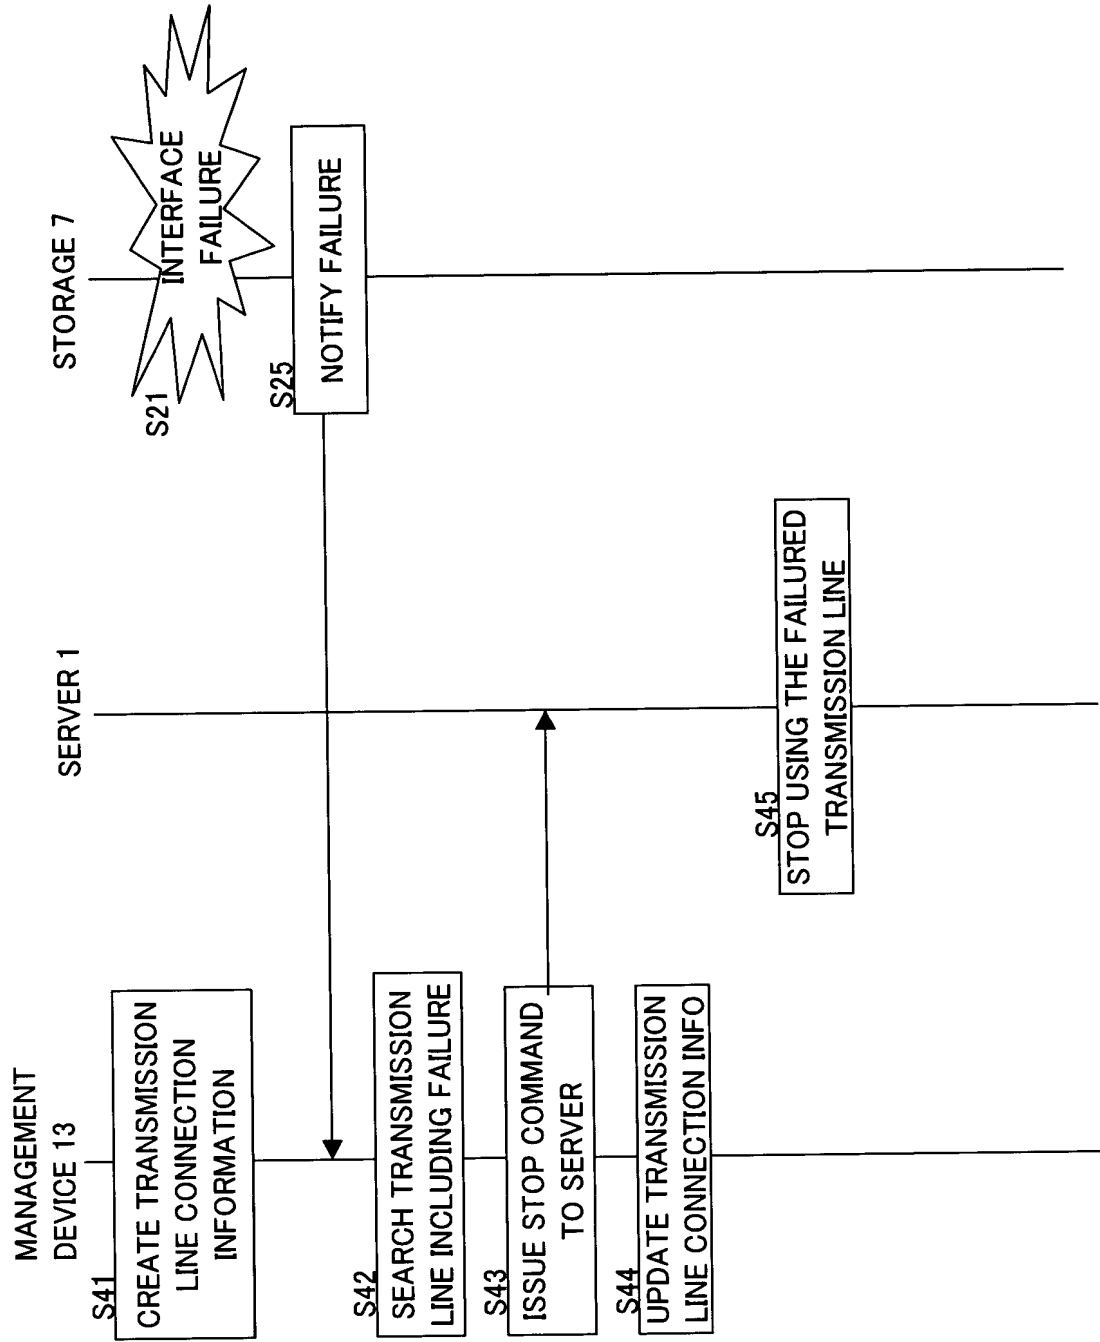 MANAGEMENT
DEVICE 13
SERVER 1
STORAGE 7
S41
CREATE TRANSMISSION
LINE CONNECTION
INFORMATION
S21
INTERFACE
FAILURE
S25
NOTIFY FAILURE
S42
SEARCH TRANSMISSION
LINE INCLUDING FAILURE
S43
ISSUE STOP COMMAND
TO SERVER
S44
UPDATE TRANSMISSION
LINE CONNECTION INFO
S45
STOP USING THE FAILURED
TRANSMISSION LINE